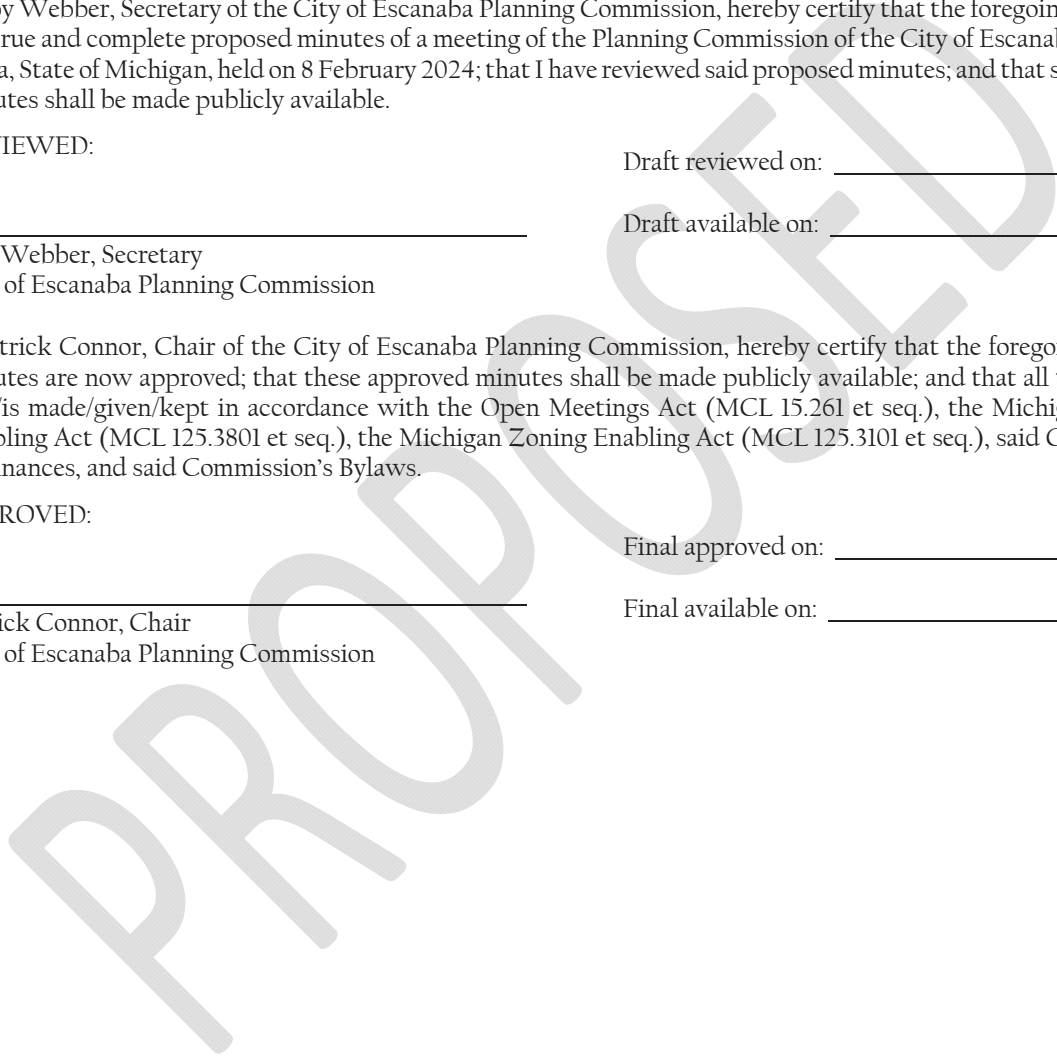 y Webber, Secretary of the City of Escanaba Planning Commission, hereby certify that the foregoin
rue and complete proposed minutes of a meeting of the Planning Commission of the City of Escanab
a, State of Michigan, held on 8 February 2024; that I have reviewed said proposed minutes; and that s
utes shall be made publicly available.
VIEWED:
Draft reviewed on:
Draft available on:
Webber, Secretary
of Escanaba Planning Commission
trick Connor, Chair of the City of Escanaba Planning Commission, hereby certify that the forego
utes are now approved; that these approved minutes shall be made publicly available; and that all
/is made/given/kept in accordance with the Open Meetings Act (MCL 15.261 et seq.), the Michig
bling Act (MCL 125.3801 et seq.), the Michigan Zoning Enabling Act (MCL 125.3101 et seq.), said C
inances, and said Commission's Bylaws.
ROVED:
Final approved on:
Final available on:
ick Connor, Chair
of Escanaba Planning Commission
PROPOSED